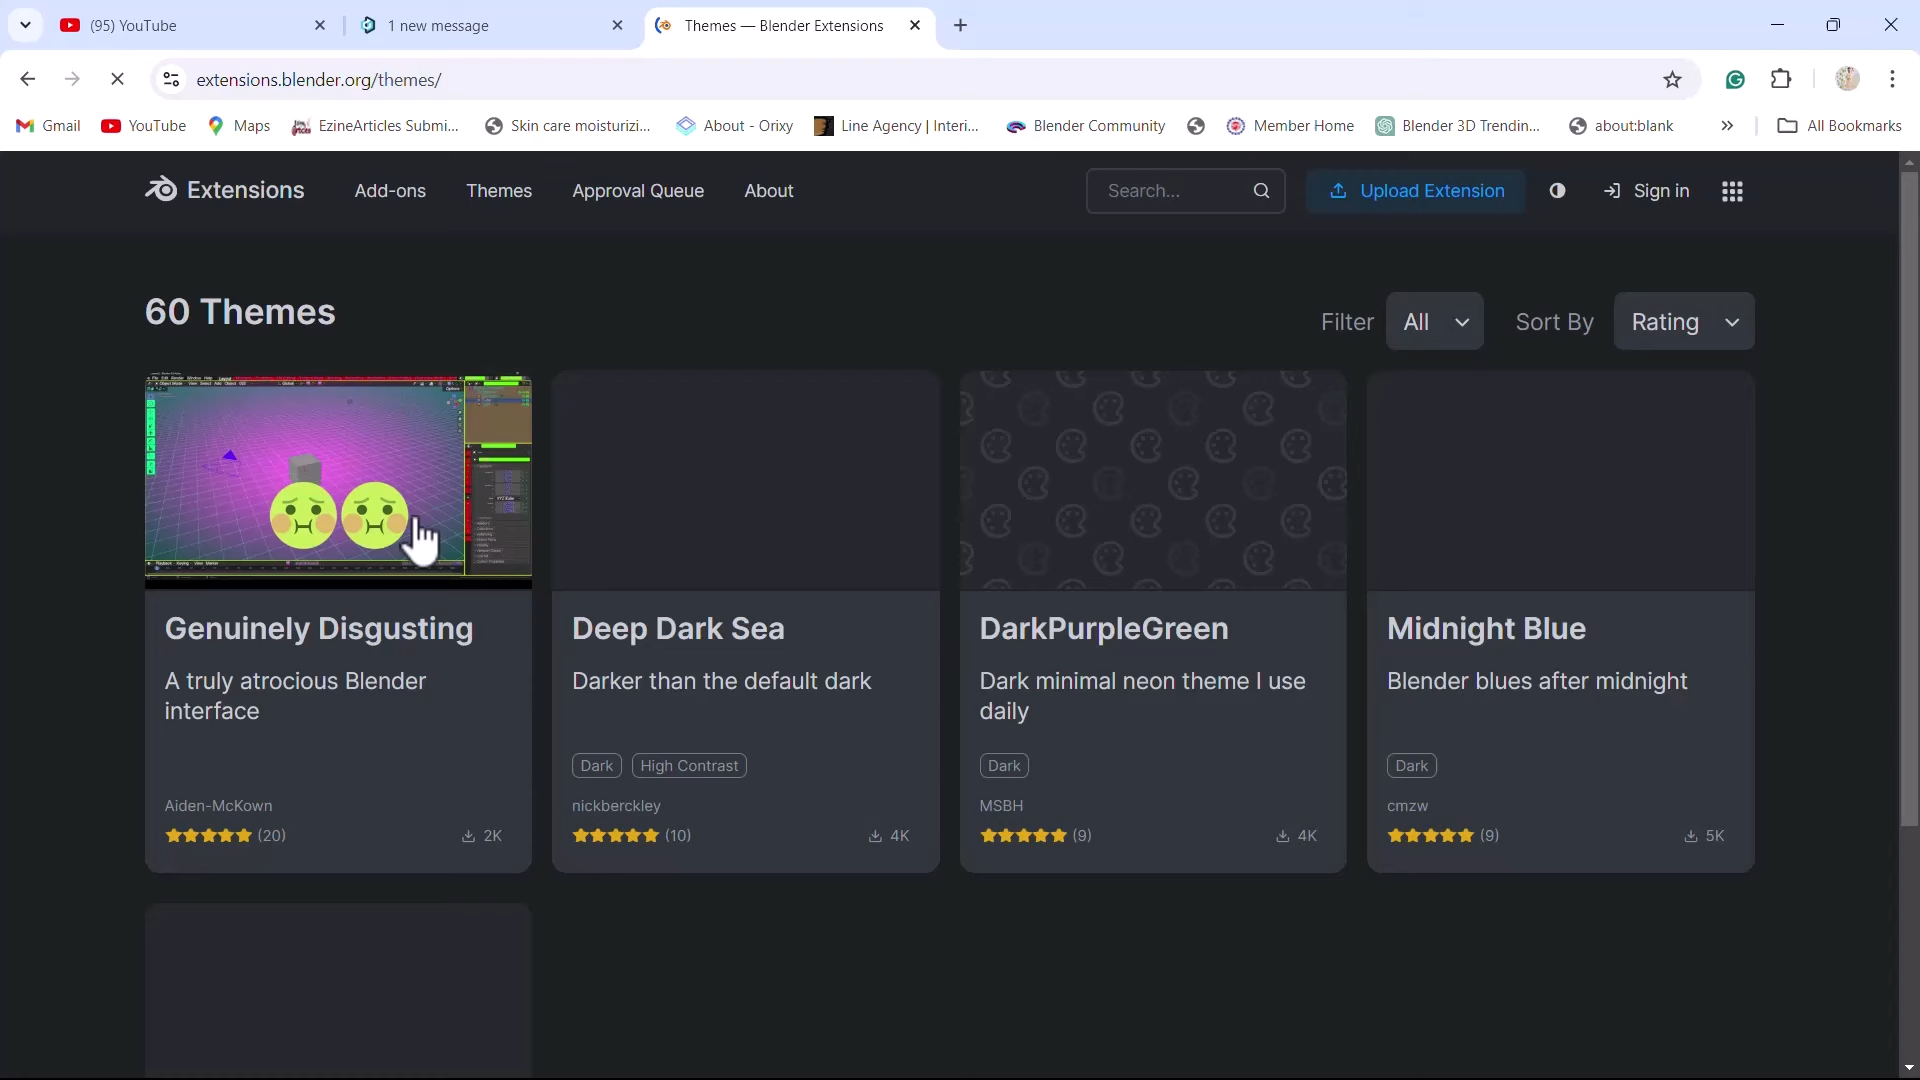 (95) YouTube
1 new message
Themes — Blender Extensions
extensions.blender.org/themes/
Gmail
YouTube
Maps
EzineArticles Submi...
Skin care moisturizi...
About - Orixy
Line Agency | Interi...
Blender Community
Member Home
Blender 3D Trendin...
about:blank
All Bookmarks
Extensions
Add-ons
Themes
Approval Queue
About
Search...
Upload Extension
Sign in
60 Themes
Filter
All
Sort By
Rating
Genuinely Disgusting
A truly atrocious Blender
interface
Aiden-McKown
(20)
2K
Deep Dark Sea
Darker than the default dark
Dark
High Contrast
nickberckley
(10)
4K
DarkPurpleGreen
Dark minimal neon theme I use
daily
Dark
MSBH
(9)
4K
Midnight Blue
Blender blues after midnight
Dark
cmzw
(9)
5K